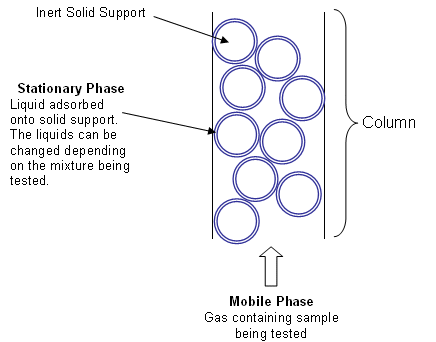 Inert Solid Support
Stationary Phase
Liquid adsorbed
onto solid support.
The liquids can be
changed depending
on the mixture being
tested.
Column
Mobile Phase
Gas containing sample
being tested